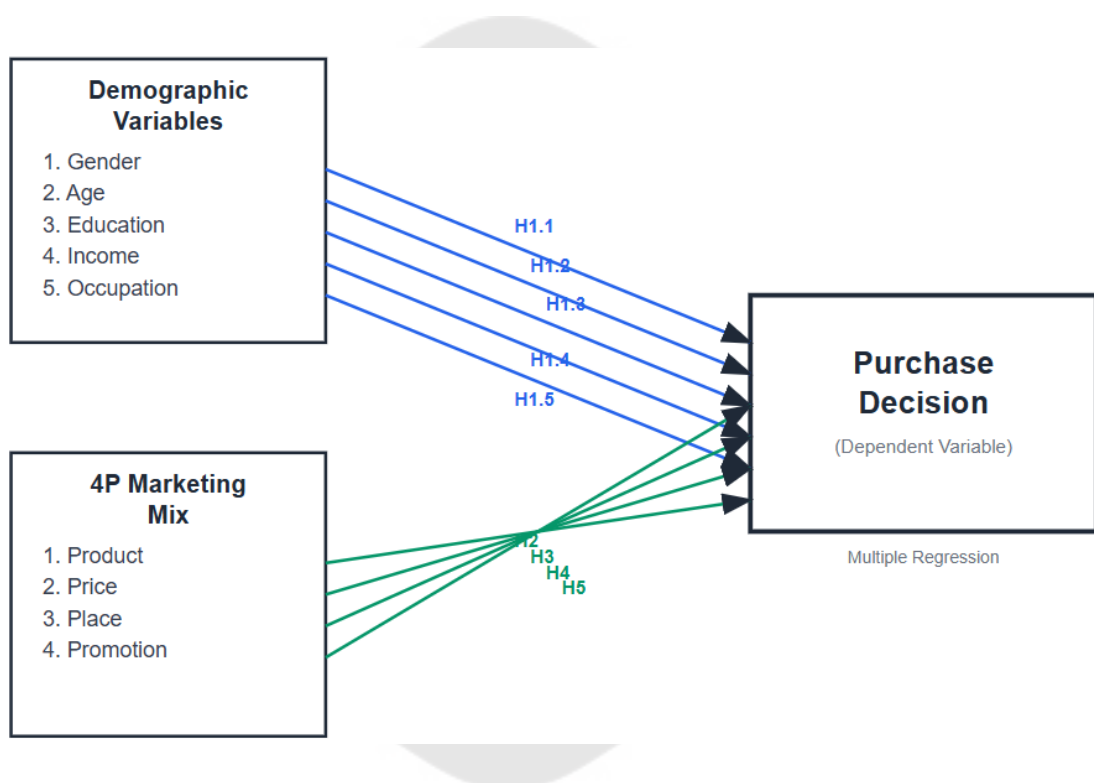 Demographic
Variables
1. Gender
2. Age
3. Education
4. Income
5. Occupation
H1.1
H1.2
H1.3
H1.4
H1.5
Purchase
Decision
(Dependent Variable)
Multiple Regression
4P Marketing
Mix
1. Product
2. Price
3. Place
4. Promotion
H2
H3
H4
H5